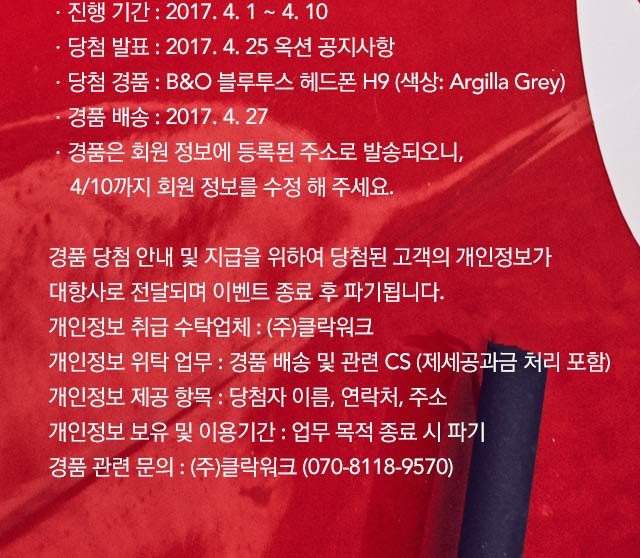 · 진행 기간 : 2017. 4. 1 ~ 4. 10
· 당첨 발표 : 2017. 4. 25 옥션 공지사항
· 당첨 경품 : B&O 블루투스 헤드폰 H9 (색상: Argilla Grey)
· 경품 배송 : 2017. 4. 27
· 경품은 회원 정보에 등록된 주소로 발송되오니,
4/10까지 회원 정보를 수정 해 주세요.
경품 당첨 안내 및 지급을 위하여 당첨된 고객의 개인정보가
대항사로 전달되며 이벤트 종료 후 파기됩니다.
개인정보 취급 수탁업체 : (주)클락워크
개인정보 위탁 업무 : 경품 배송 및 관련 CS (제세공과금 처리 포함)
개인정보 제공 항목 : 당첨자 이름, 연락처, 주소
개인정보 보유 및 이용기간 : 업무 목적 종료 시 파기
경품 관련 문의 : (주)클락워크 (070-8118-9570)